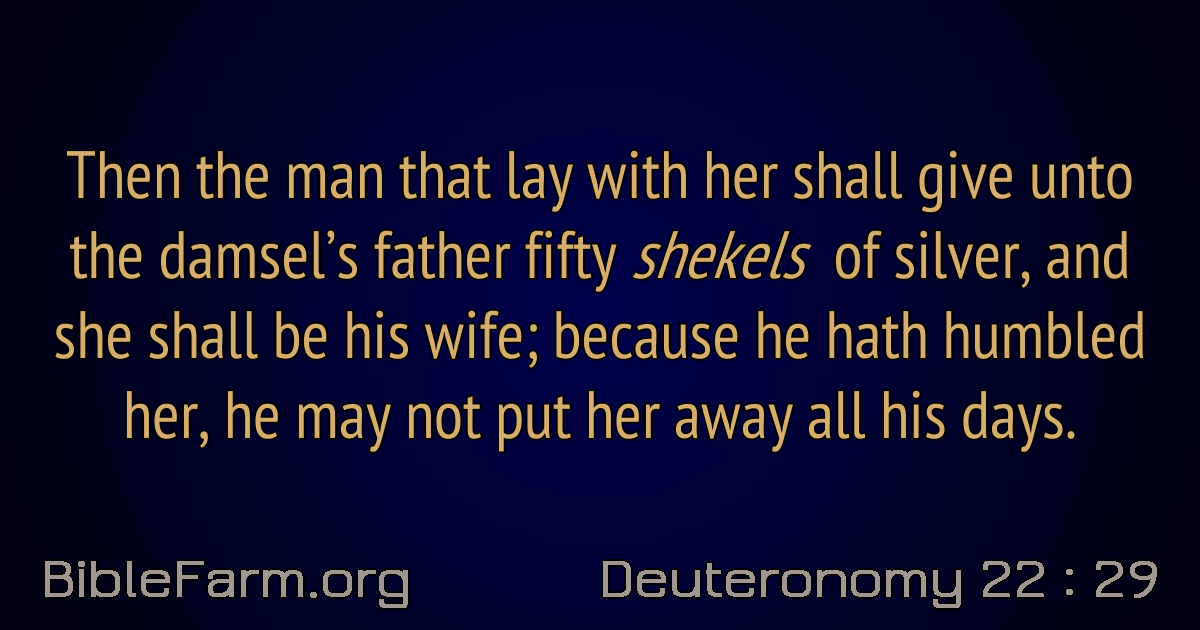 Then the man that lay with her shall give unto
the damsel’s father fifty shekels of silver, and
she shall be his wife; because he hath humbled
her, he may not put her away all his days.
BibleFarm.org
Deuteronomy 22 : 29